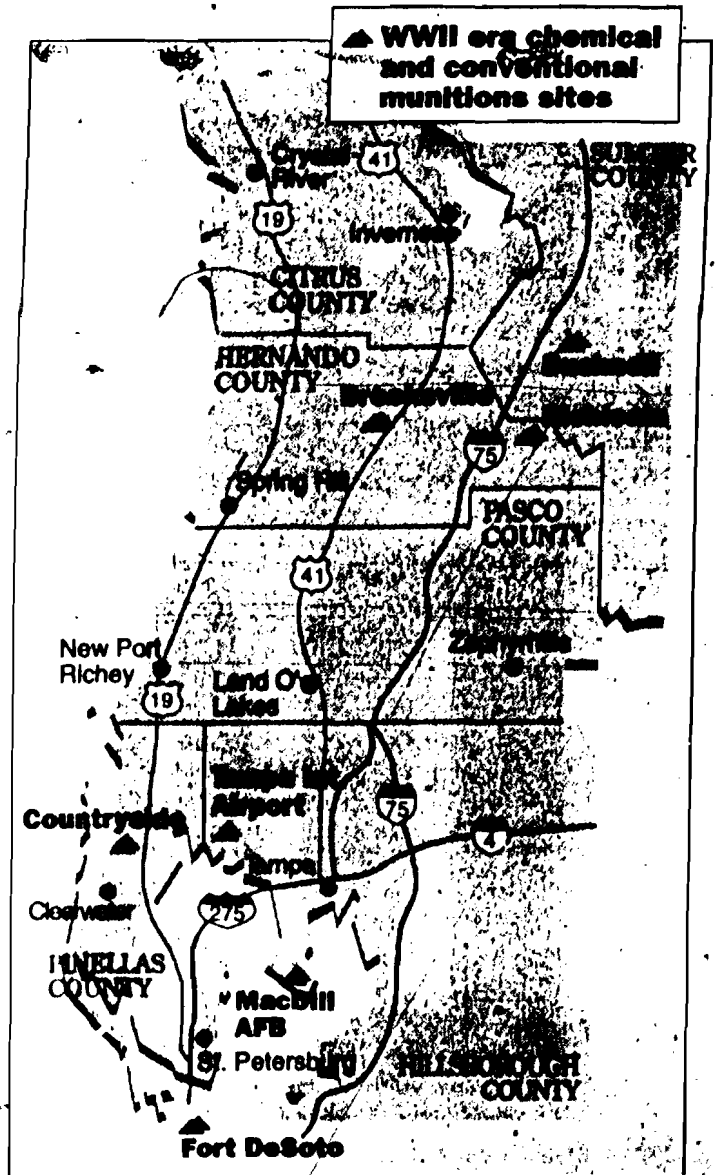 WWII era chemical
and conventional
munitions sites
41
SUMTER
COUNTY
Crystal
River
19
Inverness
CITRUS
COUNTY
HERNANDO
COUNTY
Bushnell
Brooksville
75
Spring Hill
PASCO
COUNTY
41
New Port
Richey
Zephyrhills
Land O'
Lakes
19
Tampa Int.
Airport
75
Countryside
4
Tampa
Clearwater
275
PINELLAS
COUNTY
MacDill
AFB
St. Petersburg
HILLSBOROUGH
COUNTY
Fort DeSoto